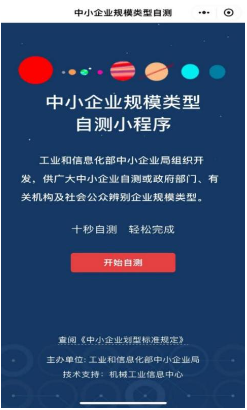 中小企业规模类型自测
中小企业规模类型
自测小程序
工业和信息化部中小企业局组织开
发，供广大中小企业自测或政府部门、有
关机构及社会公众辨别企业规模类型。
十秒自测 轻松完成
开始自测
查阅《中小企业划型标准规定》
主办单位：工业和信息化部中小企业局
技术支持：机械工业信息中心